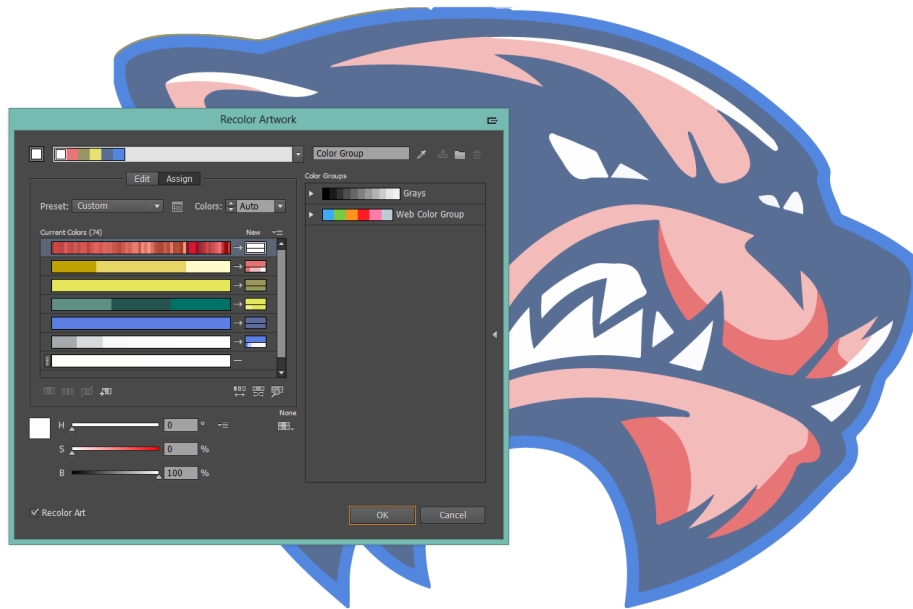 Recolor Artwork
Color Group
Edit Assign
Color Groups
Preset: Custom Colors: Auto
Grays
Web Color Group
Current Colors (74) New
None
H 0 °
S 0 %
B 100 %
Recolor Art
OK Cancel